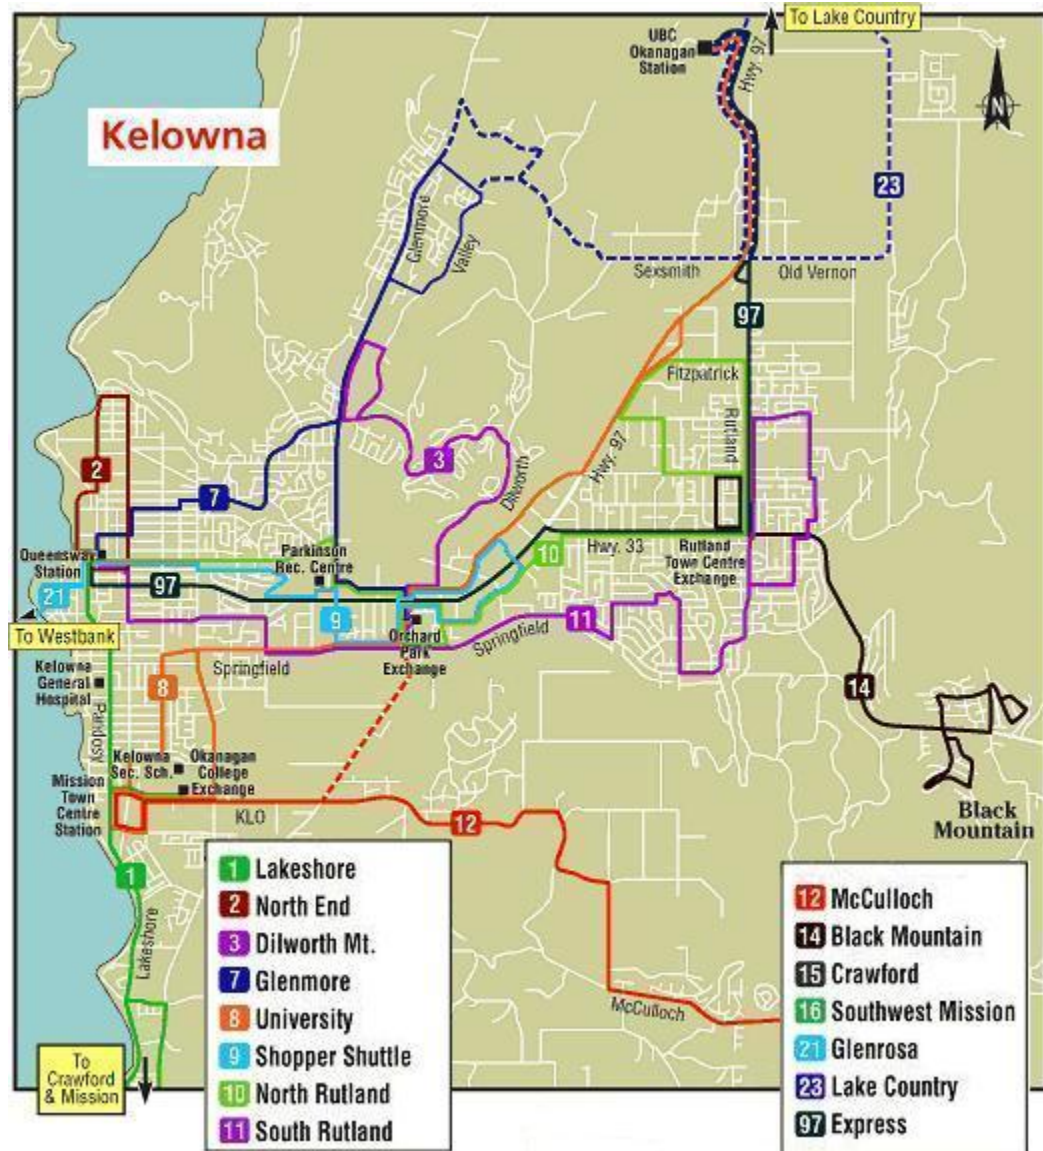 To Lake Country
UBC
Okanagan
Station
Hwy. 97
N
Kelowna
23
Glenmore
Valley
Sexsmith
Old Vernon
97
Fitzpatrick
Rutland
2
3
7
Hwy. 97
Dilworth
Queensway
Station
Parkinson
Rec. Centre
10
Hwy. 33
Rutland
Town Centre
Exchange
97
21
9
11
To Westbank
Orchard
Park
Exchange
Springfield
Springfield
Kelowna
General
Hospital
8
14
Pandosy
Kelowna
Sec. Sch.
Okanagan
College
Exchange
Mission
Town
Centre
Station
KLO
12
Black
Mountain
1
Lakeshore
McCulloch
To
Crawford
& Mission
1 Lakeshore
2 North End
3 Dilworth Mt.
7 Glenmore
8 University
9 Shopper Shuttle
10 North Rutland
11 South Rutland
12 McCulloch
14 Black Mountain
15 Crawford
16 Southwest Mission
21 Glenrosa
23 Lake Country
97 Express